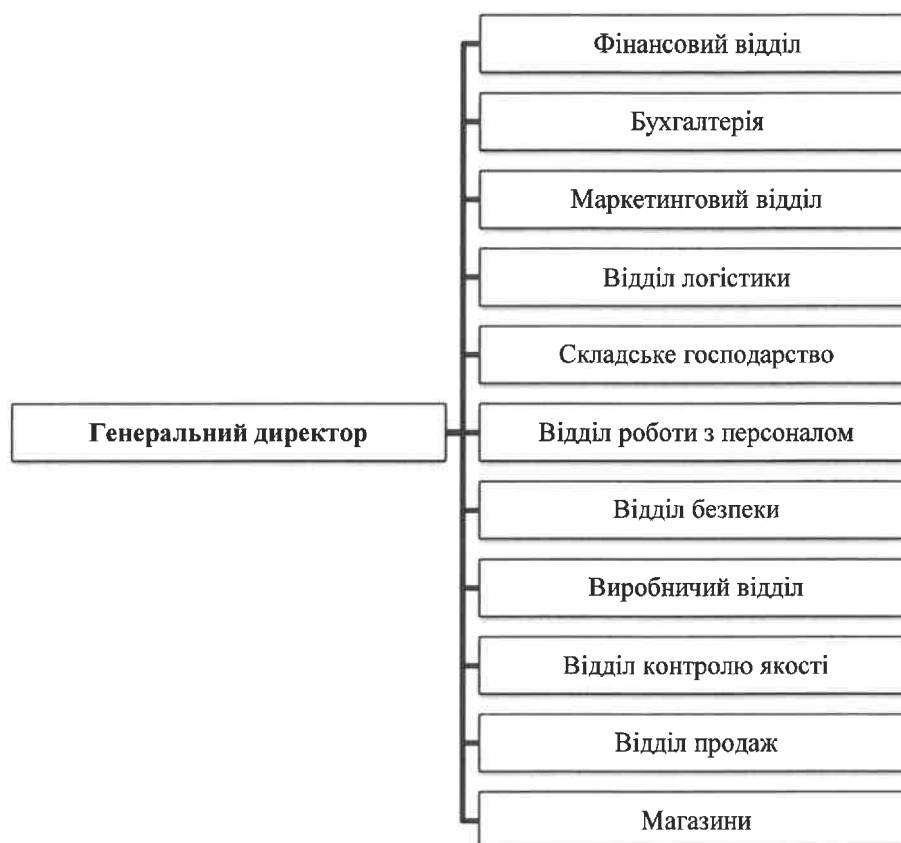 Фінансовий відділ
Бухгалтерія
Маркетинговий відділ
Відділ логістики
Складське господарство
Генеральний директор
Відділ роботи з персоналом
Відділ безпеки
Виробничий відділ
Відділ контролю якості
Відділ продаж
Магазини